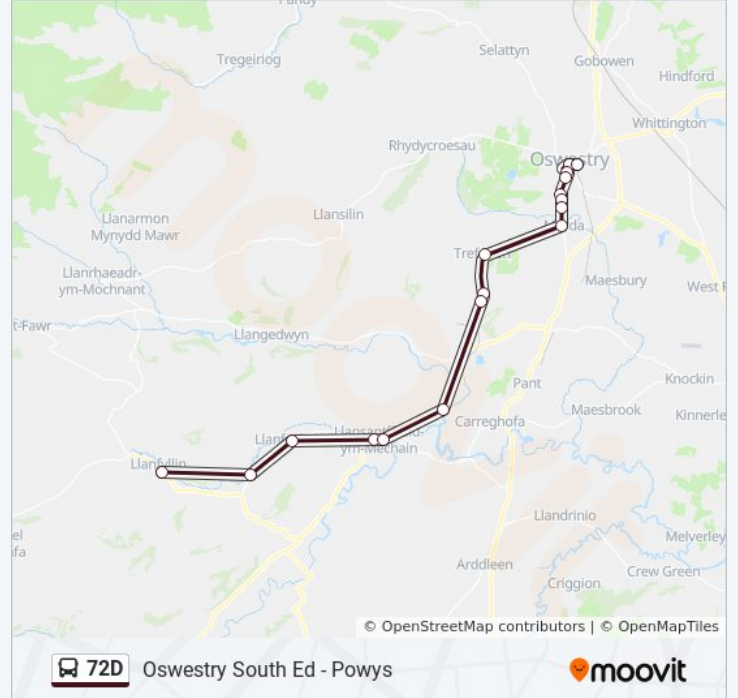 Tregeiriog
Selattyn
Gobowen
Hindford
Whittington
Rhydycroesau
Oswestry
Llansilin
Llanarmon
Mynydd Mawr
Llanrhaeadr-
ym-Mochnant
Maesbury
t-Fawr
Llangedwyn
Pant
Knockin
Maesbrook
Kinnerle
Carreghofa
ym-Mechain
Llanfyllin
Llandrinio
Melverley
Arddleen
Crew Green
Criggion
© OpenStreetMap contributors | © OpenMapTiles
72D Oswestry South Ed - Powys
moovit